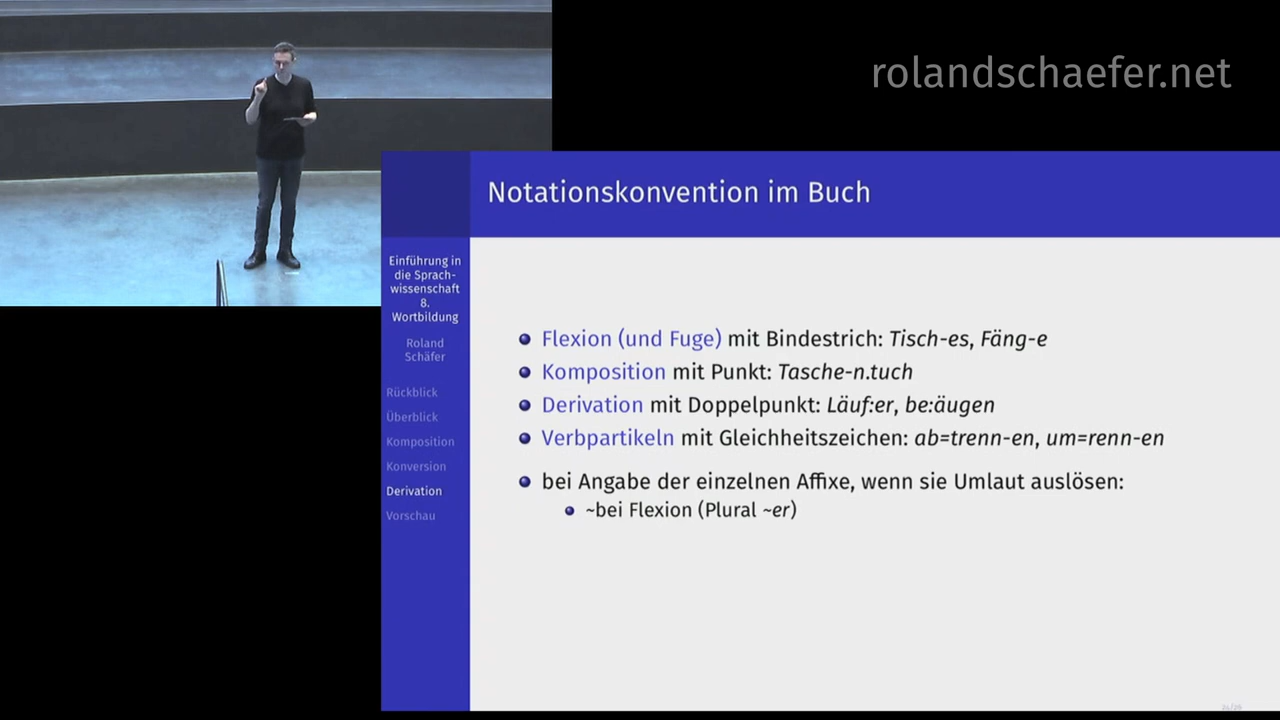 rolandschaefer.net
Notationskonvention im Buch
Einführung in
die Sprach-
wissenschaft
8.
Wortbildung
Roland
Schäfer
Rückblick
Überblick
Komposition
Konversion
Derivation
Vorschau
Flexion (und Fuge) mit Bindestrich: Tisch-es, Fäng-e
Komposition mit Punkt: Tasche-n.tuch
Derivation mit Doppelpunkt: Läuf:er, be:äugen
Verbpartikeln mit Gleichheitszeichen: ab=trenn-en, um=renn-en
bei Angabe der einzelnen Affixe, wenn sie Umlaut auslösen:
~bei Flexion (Plural ~er)